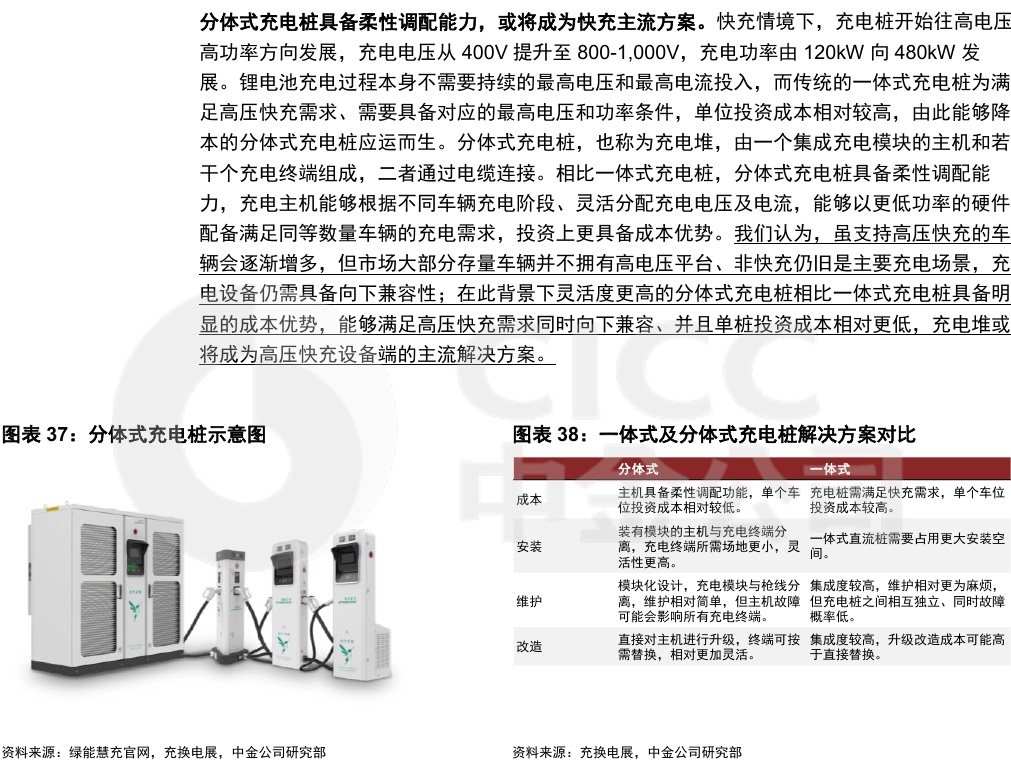 分体式充电桩具备柔性调配能力，或将成为快充主流方案。快充情境下，充电桩开始往高电压
高功率方向发展，充电电压从 400V 提升至 800-1,000V，充电功率由 120kW 向 480kW 发
展。锂电池充电过程本身不需要持续的最高电压和最高电流投入，而传统的一体式充电桩为满
足高压快充需求、需要具备对应的最高电压和功率条件，单位投资成本相对较高，由此能够降
本的分体式充电桩应运而生。分体式充电桩，也称为充电堆，由一个集成充电模块的主机和若
干个充电终端组成，二者通过电缆连接。相比一体式充电桩，分体式充电桩具备柔性调配能
力，充电主机能够根据不同车辆充电阶段、灵活分配充电电压及电流，能够以更低功率的硬件
配备满足同等数量车辆的充电需求，投资上更具备成本优势。我们认为，虽支持高压快充的车
辆会逐渐增多，但市场大部分存量车辆并不拥有高电压平台、非快充仍旧是主要充电场景，充
电设备仍需具备向下兼容性；在此背景下灵活度更高的分体式充电桩相比一体式充电桩具备明
显的成本优势，能够满足高压快充需求同时向下兼容、并且单桩投资成本相对更低，充电堆或
将成为高压快充设备端的主流解决方案。
CICC
中金公司
图表 37：分体式充电桩示意图
资料来源：绿能慧充官网，充换电展，中金公司研究部
图表 38：一体式及分体式充电桩解决方案对比
分体式 一体式
成本
主机具备柔性调配功能，单个车
位投资成本相对较低。
充电桩需满足快充需求，单个车位
投资成本较高。
安装
装有模块的主机与充电终端分
离，充电终端所需场地更小，灵
活性更高。
一体式直流桩需要占用更大安装空
间。
维护
模块化设计，充电模块与枪线分
离，维护相对简单，但主机故障
可能会影响所有充电终端。
集成度较高，维护相对更为麻烦，
但充电桩之间相互独立、同时故障
概率低。
改造
直接对主机进行升级，终端可按
需替换，相对更加灵活。
集成度较高，升级改造成本可能高
于直接替换。
资料来源：充换电展，中金公司研究部